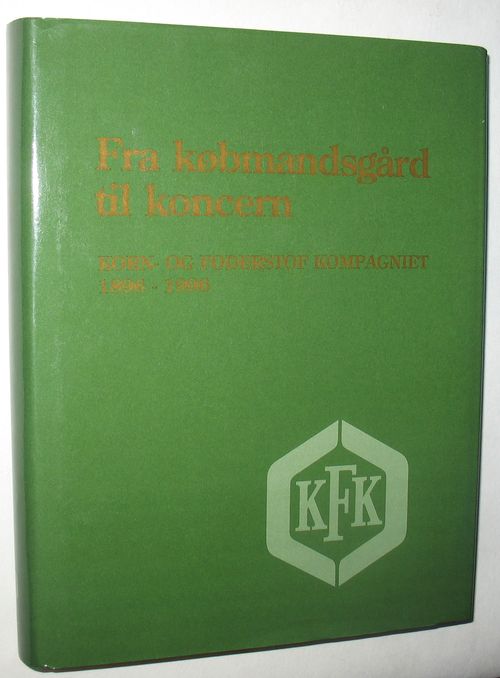 Fra købmandsgård
til koncern
KORN- OG FODERSTOF KOMPAGNIET
1896 - 1996
KFK